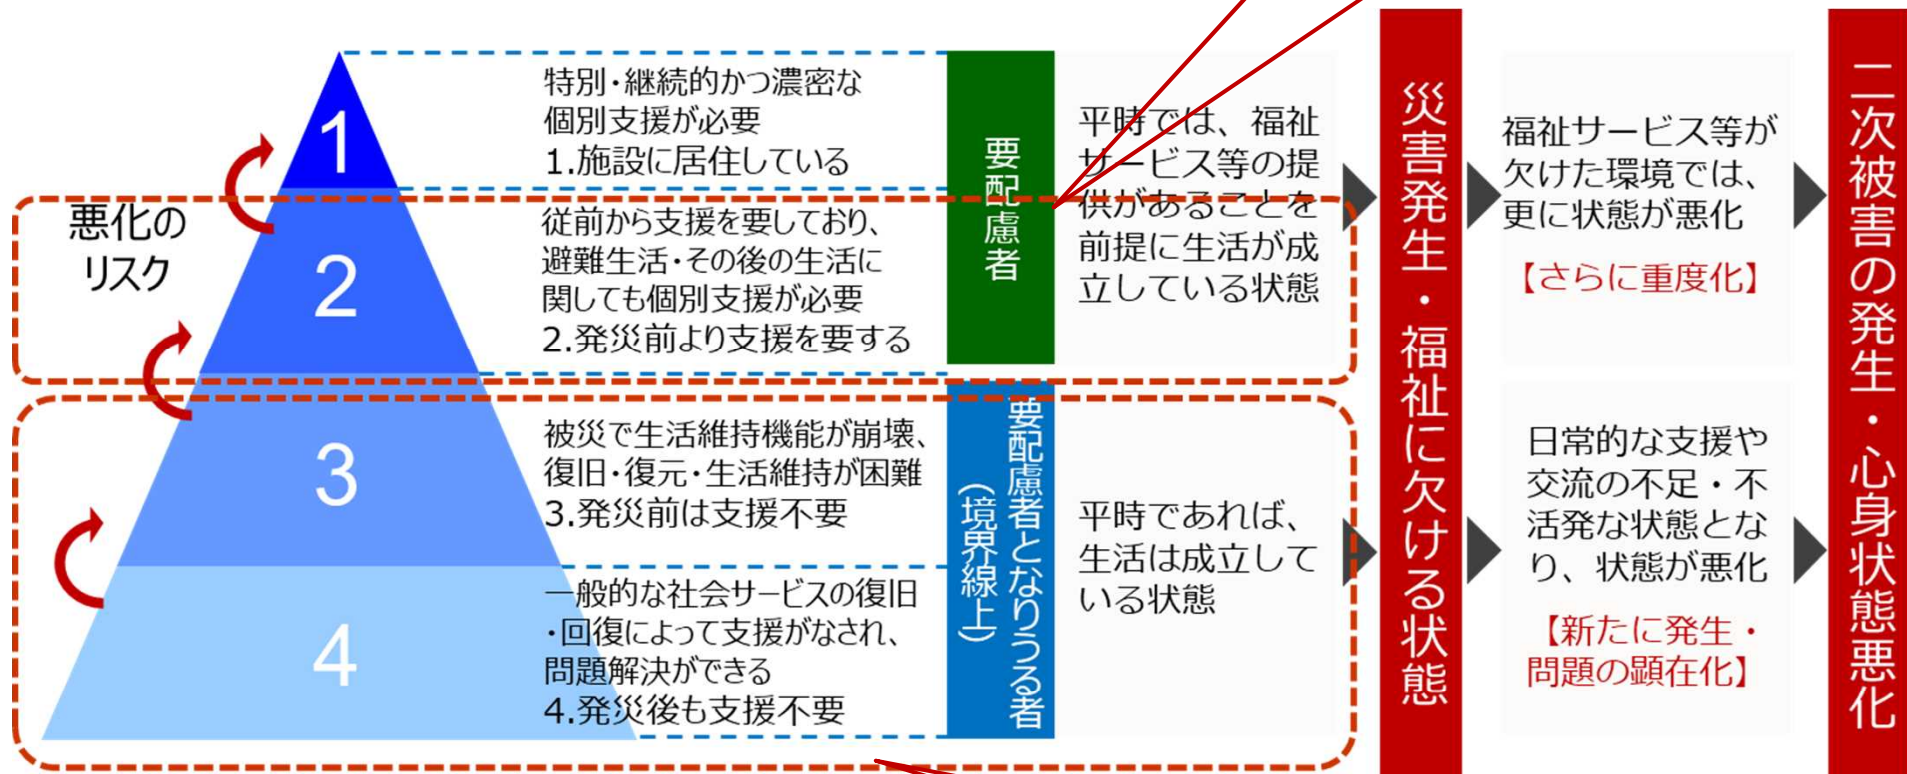 悪化の
リスク
1
2
3
4
特別・継続的かつ濃密な
個別支援が必要
1.施設に居住している
従前から支援を要しており、
避難生活・その後の生活に
関しても個別支援が必要
2.発災前より支援を要する
被災で生活維持機能が崩壊、
復旧・復元・生活維持が困難
3.発災前は支援不要
一般的な社会サービスの復旧
・回復によって支援がなされ、
問題解決ができる
4.発災後も支援不要
要配慮者
要配慮者となりうる者
(境界線上)
平時では、福祉
サービス等の提
供があることを
前提に生活が成
立している状態
平時であれば、
生活は成立して
いる状態
災害発生・福祉に欠ける状態
福祉サービス等が
欠けた環境では、
更に状態が悪化
【さらに重度化】
日常的な支援や
交流の不足・不
活発な状態とな
り、状態が悪化
【新たに発生・
問題の顕在化】
二次被害の発生・心身状態悪化